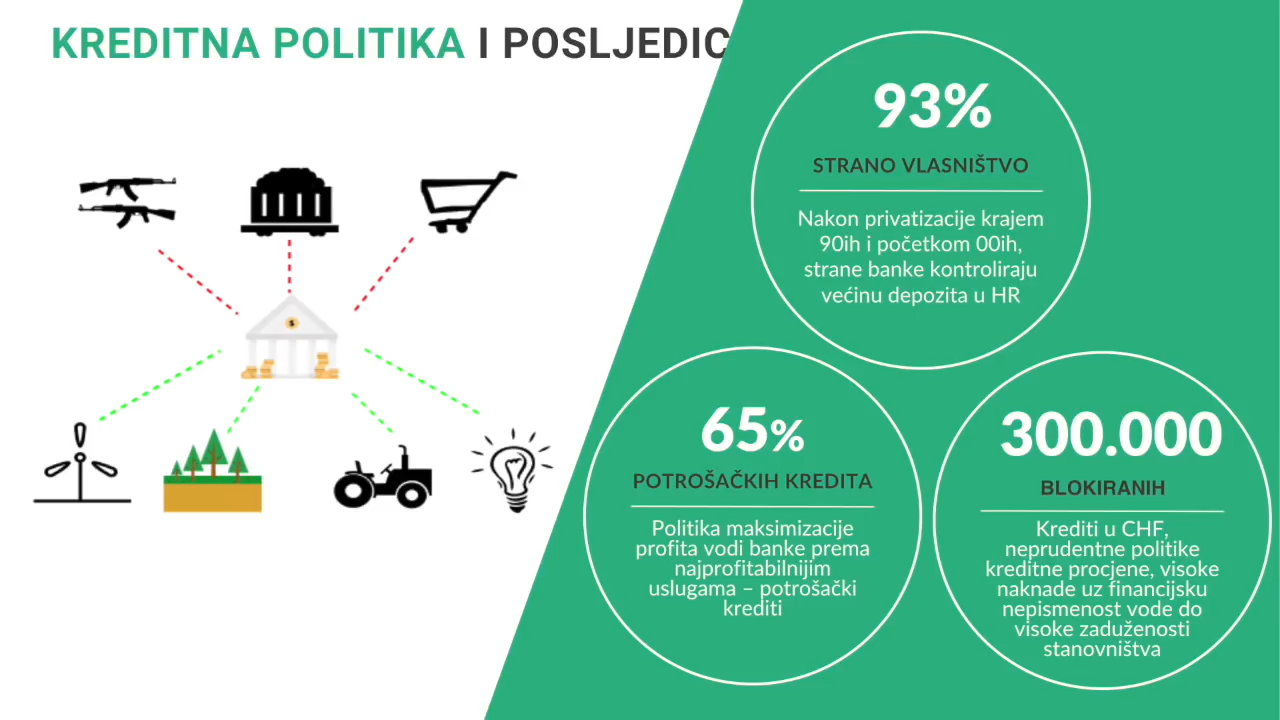 KREDITNA POLITIKA I POSLJEDIC
93%
STRANO VLASNIŠTVO
Nakon privatizacije krajem
90ih i početkom 00ih,
strane banke kontroliraju
većinu depozita u HR
65%
POTROŠAČKIH KREDITA
Politika maksimizacije
profita vodi banke prema
najprofitabilnijim
uslugama – potrošački
krediti
300.000
BLOKIRANIH
Krediti u CHF,
neprudentne politike
kreditne procjene, visoke
naknade uz financijsku
nepismenost vode do
visoke zaduženosti
stanovništva
$